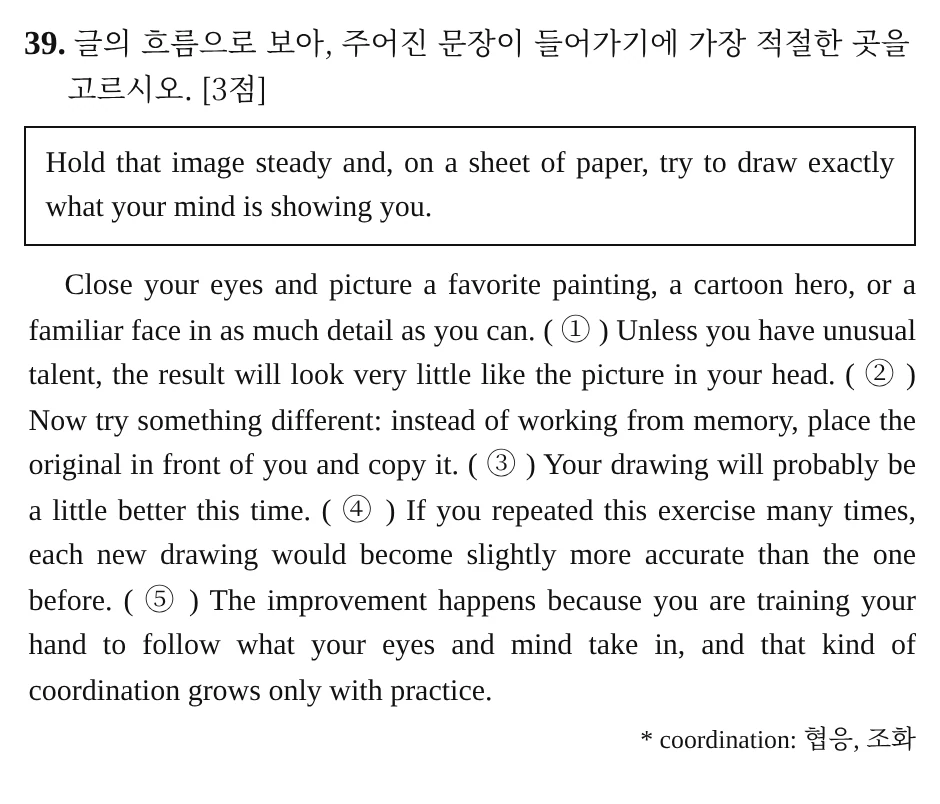 39. 글의 흐름으로 보아, 주어진 문장이 들어가기에 가장 적절한 곳을
고르시오. [3점]
Hold that image steady and, on a sheet of paper, try to draw exactly
what your mind is showing you.
Close your eyes and picture a favorite painting, a cartoon hero, or a
familiar face in as much detail as you can. ( ① ) Unless you have unusual
talent, the result will look very little like the picture in your head. ( ② )
Now try something different: instead of working from memory, place the
original in front of you and copy it. ( ③ ) Your drawing will probably be
a little better this time. ( ④ ) If you repeated this exercise many times,
each new drawing would become slightly more accurate than the one
before. ( ⑤ ) The improvement happens because you are training your
hand to follow what your eyes and mind take in, and that kind of
coordination grows only with practice.
* coordination: 협응, 조화